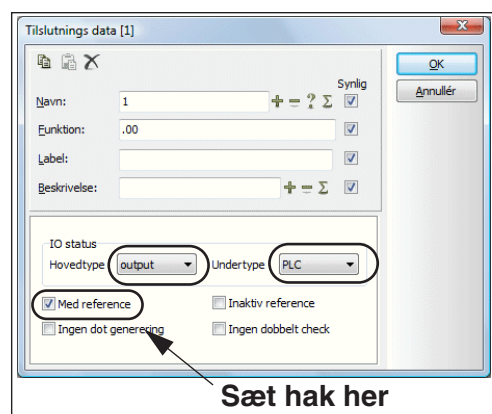 Tilslutnings data [1]
OK
Annullér
Synlig
Navn: 1
Funktion: .00
Label:
Beskrivelse:
IO status
Hovedtype output Undertype PLC
Med reference Inaktiv reference
Ingen dot generering Ingen dobbelt check
Sæt hak her